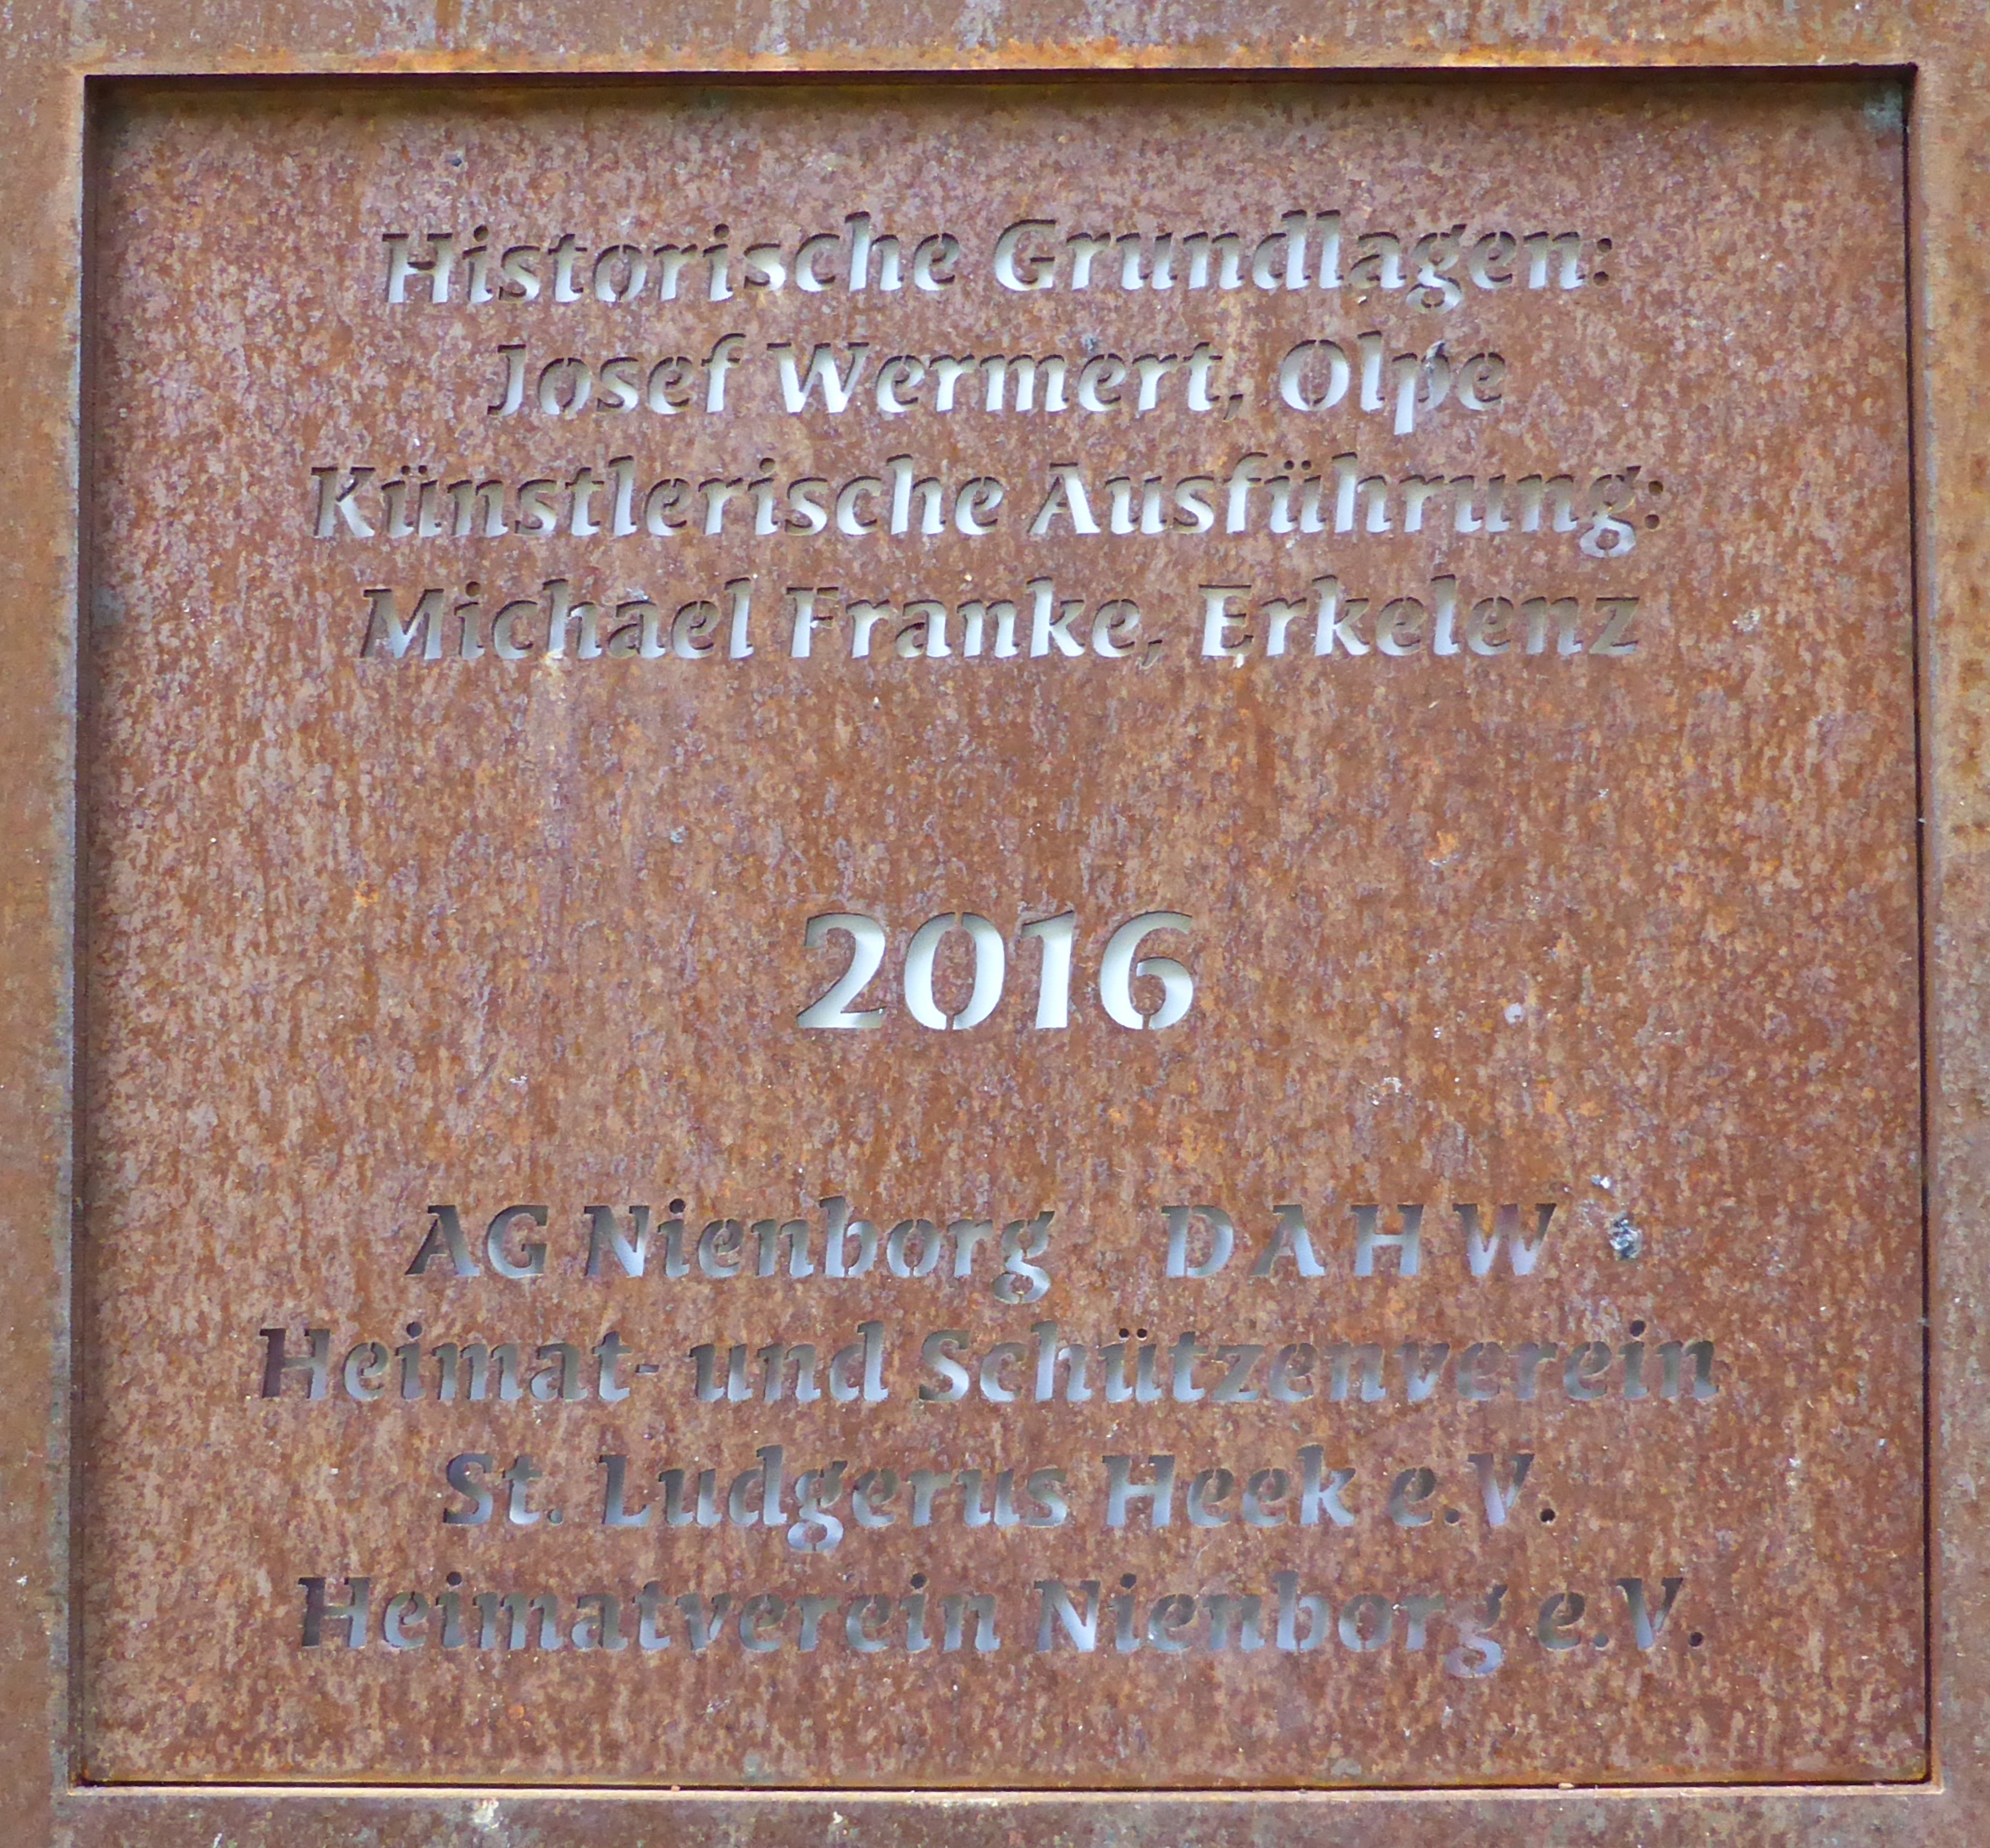 Historische Grundlagen:
Josef Wermert, Olpe
Künstlerische Ausführung:
Michael Franke, Erkelenz
2016
AG Nienborg DAHW
Heimat- und Schützenverein
St. Ludgerus Heek e.V.
Heimatverein Nienborg e.V.